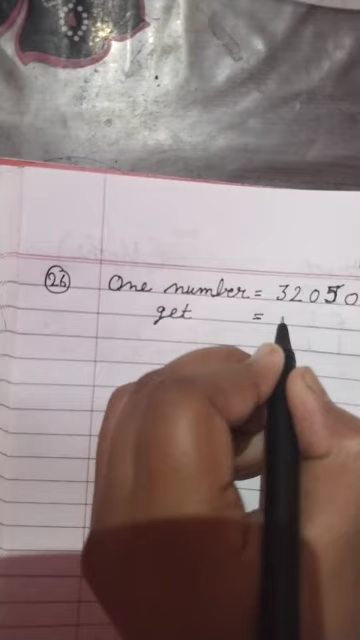 26 One number = 32050
get =